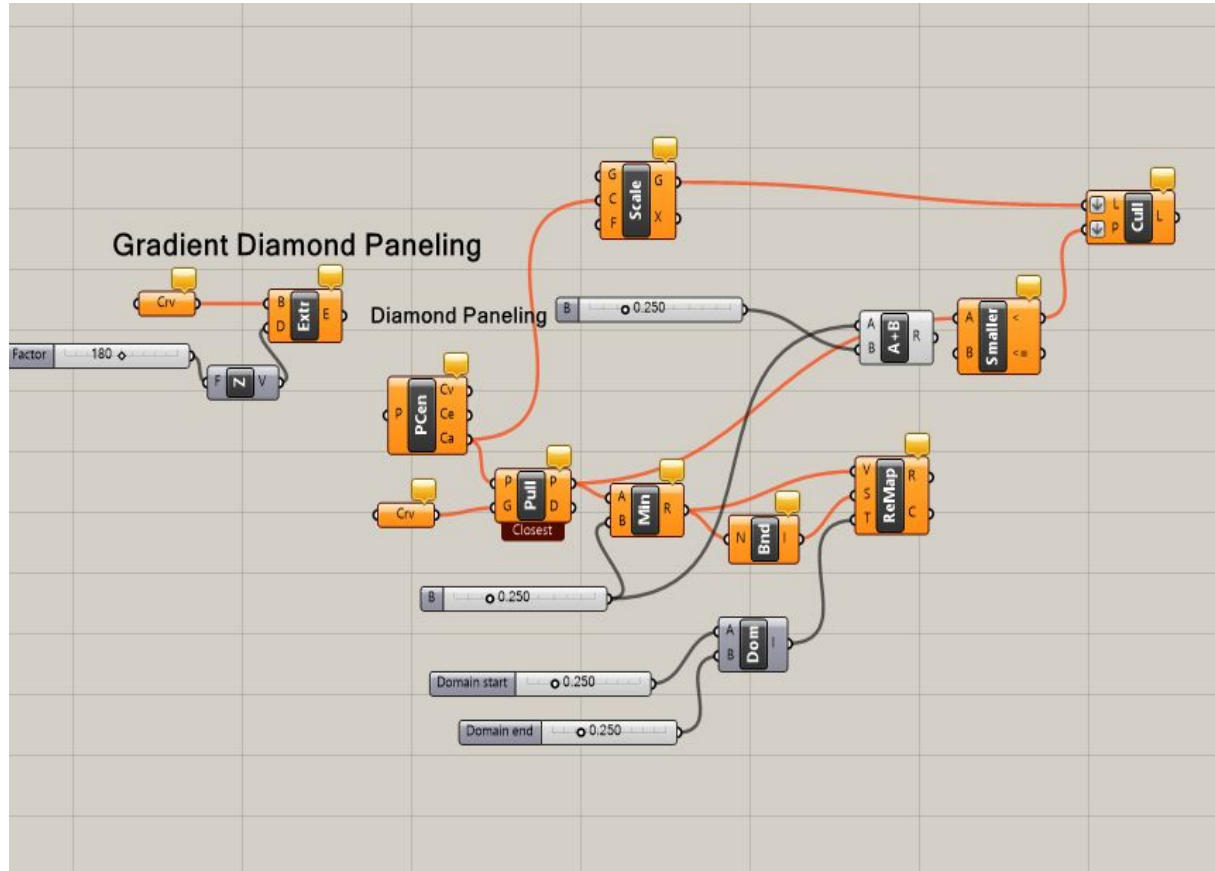 G
C
F
Scale
G
X
L
P
Cull
L
Gradient Diamond Paneling
Crv
B
D
Extr
E
Diamond Paneling
B 0.250
A
B
A+B
R
A
B
Smaller
<
<=
Factor 180
F
Z
V
P
PCen
Cv
Ce
Ca
P
G
Pull
P
D
Closest
Crv
A
B
Min
R
N
Bnd
I
V
S
T
ReMap
R
C
B 0.250
A
B
Dom
I
Domain start 0.250
Domain end 0.250